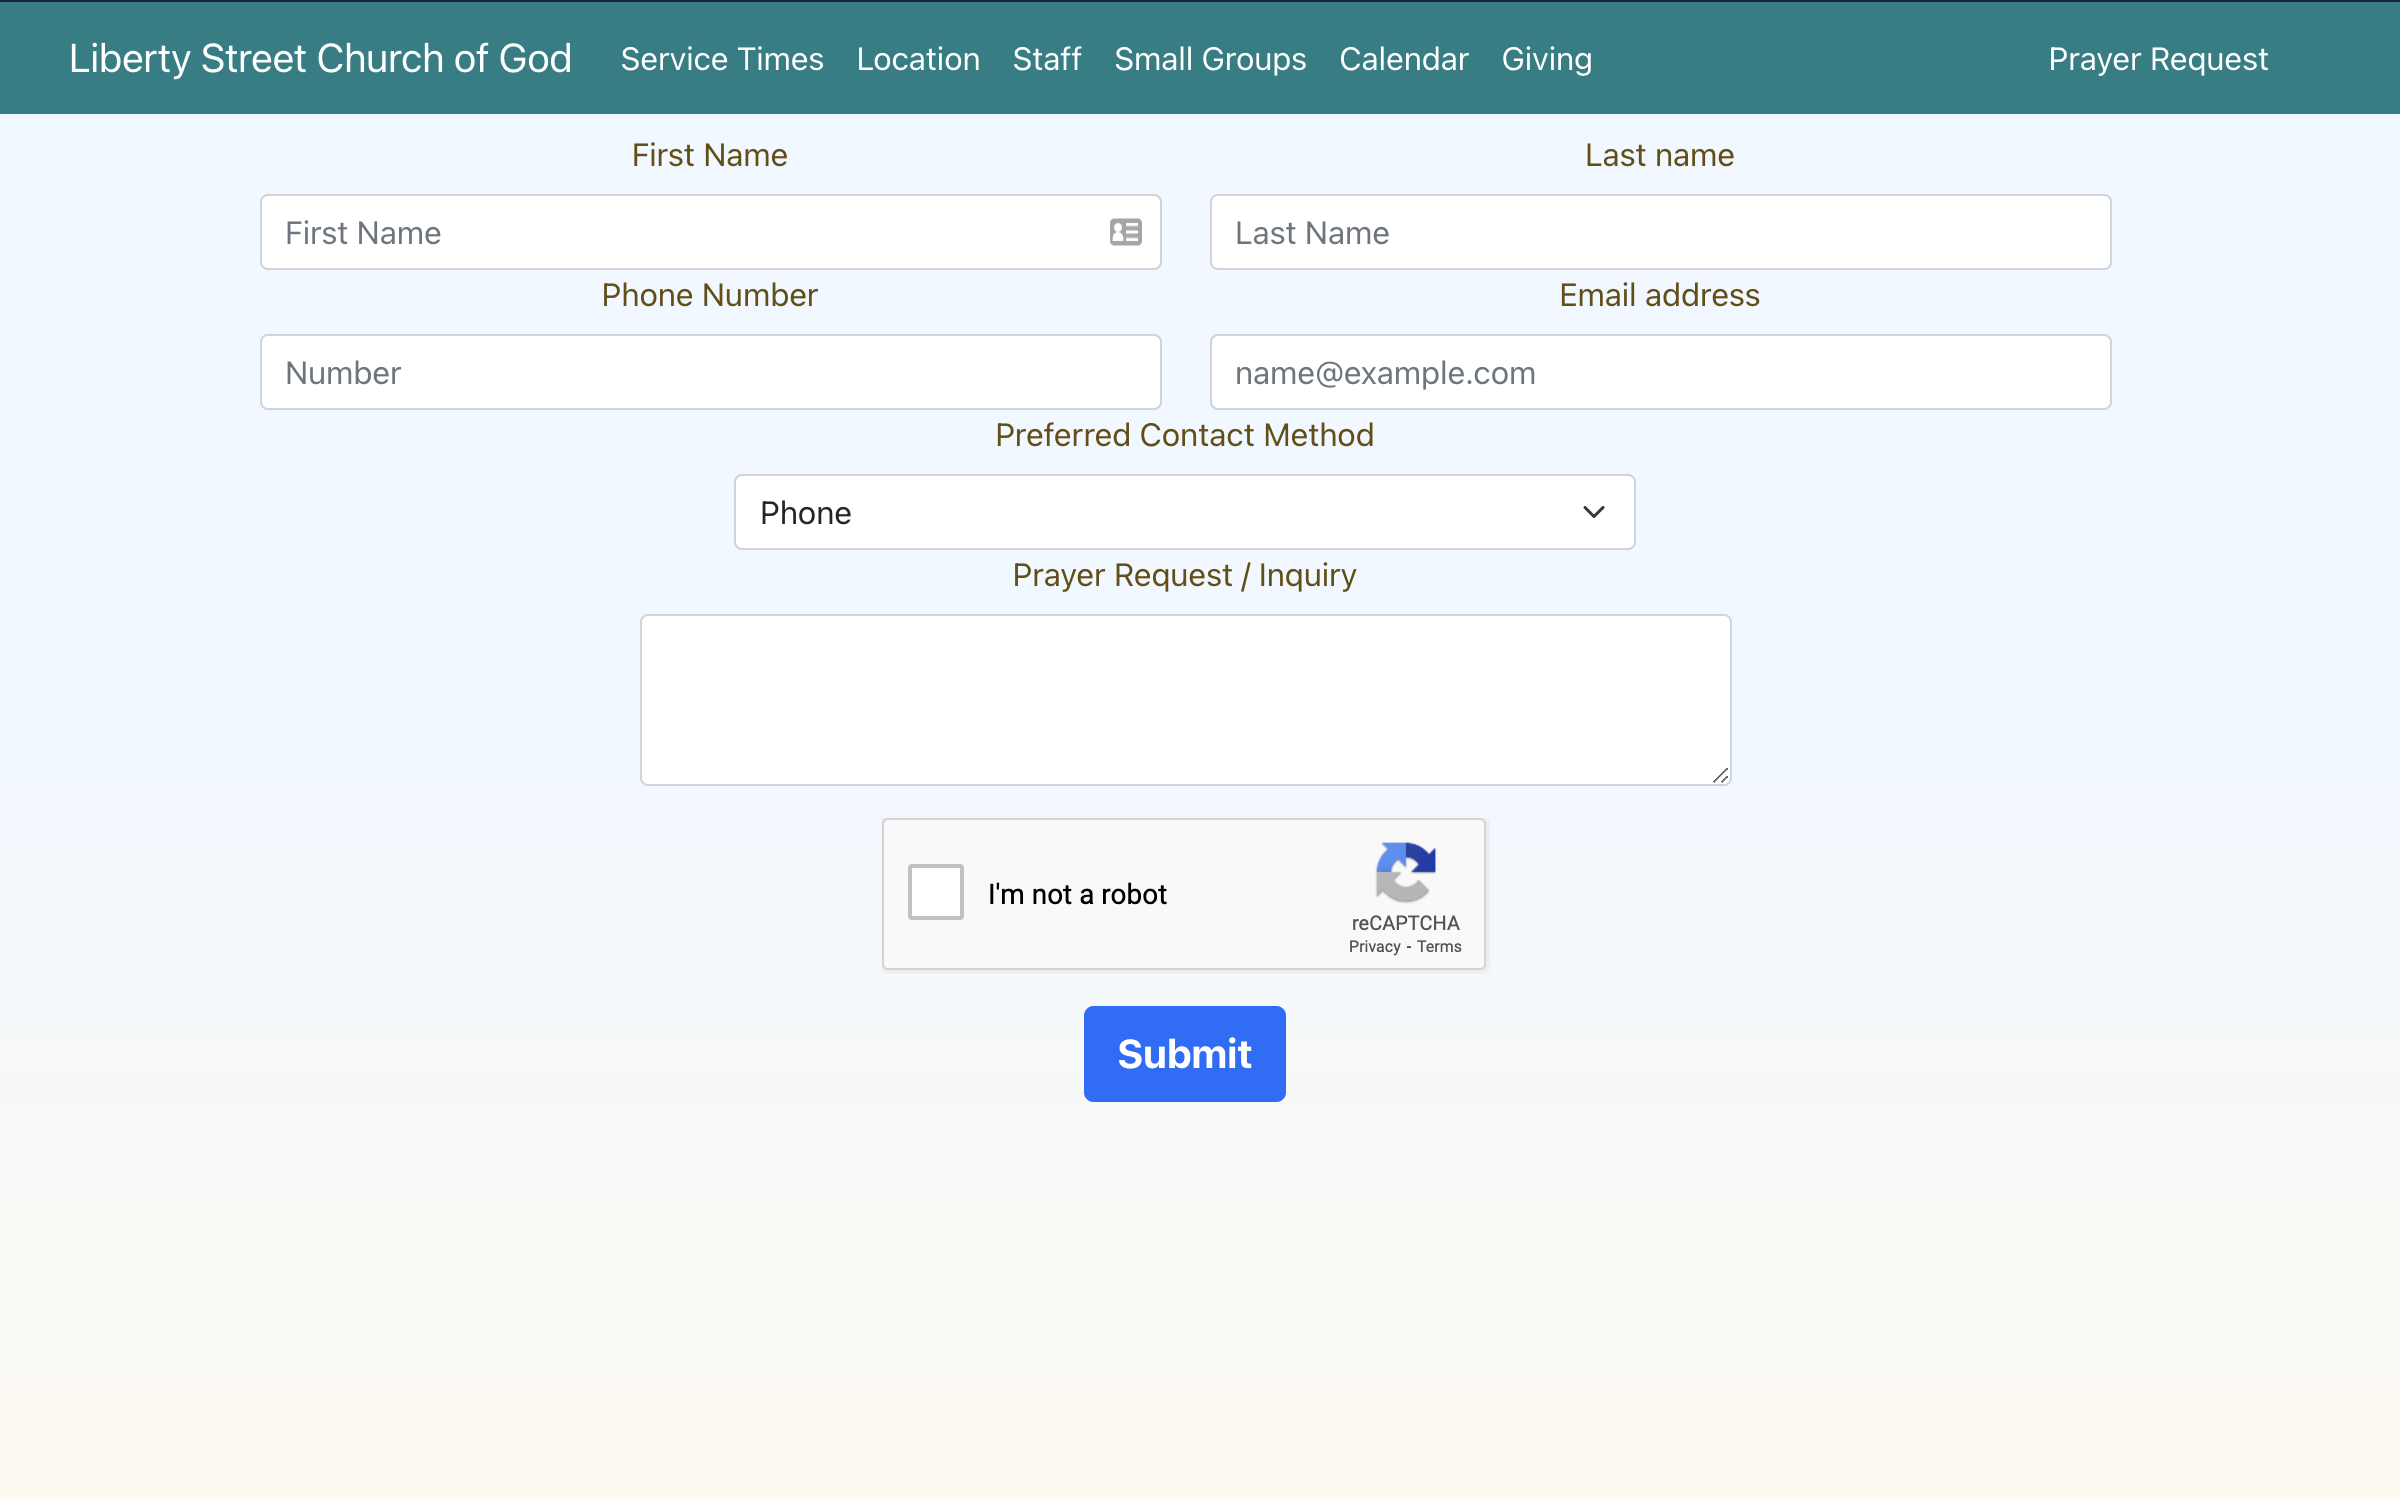 Liberty Street Church of God Service Times Location Staff Small Groups Calendar Giving Prayer Request
First Name Last name
First Name Last Name
Phone Number Email address
Number name@example.com
Preferred Contact Method
Phone
Prayer Request / Inquiry
I'm not a robot
reCAPTCHA
Privacy - Terms
Submit